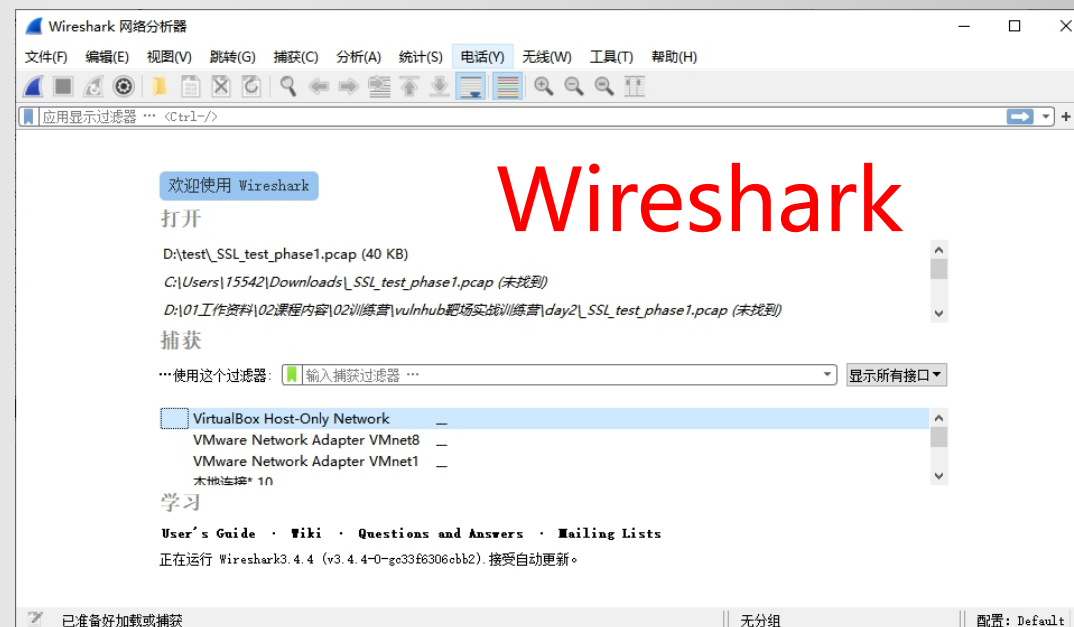 Wireshark 网络分析器
文件(F) 编辑(E) 视图(V) 跳转(G) 捕获(C) 分析(A) 统计(S) 电话(Y) 无线(W) 工具(T) 帮助(H)
应用显示过滤器 … <Ctrl-/>
+
欢迎使用 Wireshark
Wireshark
打开
D:\test\_SSL_test_phase1.pcap (40 KB)
C:\Users\15542\Downloads\_SSL_test_phase1.pcap (未找到)
D:\01工作资料\02课程内容\02训练营\vulnhub靶场实战训练营\day2\_SSL_test_phase1.pcap (未找到)
捕获
…使用这个过滤器: 输入捕获过滤器 … 显示所有接口
VirtualBox Host-Only Network
VMware Network Adapter VMnet8
VMware Network Adapter VMnet1
本地连接* 10
学习
User's Guide · Wiki · Questions and Answers · Mailing Lists
正在运行 Wireshark3.4.4 (v3.4.4-0-gc33f6306cbb2).接受自动更新。
已准备好加载或捕获 无分组 配置: Default